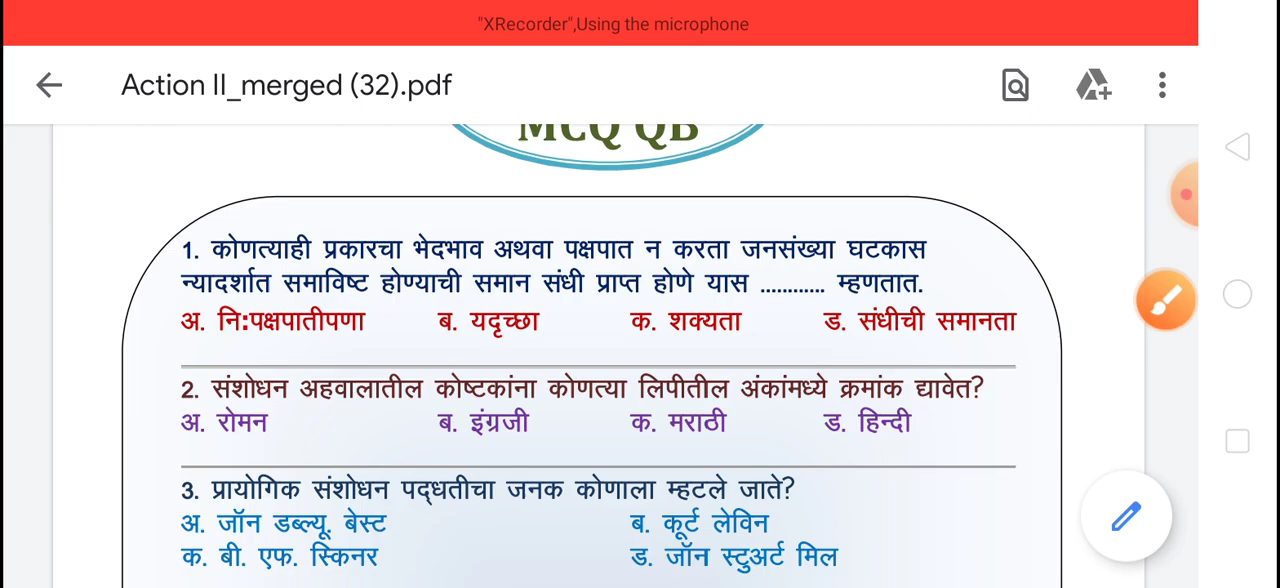 "XRecorder",Using the microphone
Action II_merged (32).pdf
MCQ QB
1. कोणत्याही प्रकारचा भेदभाव अथवा पक्षपात न करता जनसंख्या घटकास
न्यादर्शात समाविष्ट होण्याची समान संधी प्राप्त होणे यास ............ म्हणतात.
अ. नि:पक्षपातीपणा ब. यदृच्छा क. शक्यता ड. संधीची समानता
2. संशोधन अहवालातील कोष्टकांना कोणत्या लिपीतील अंकांमध्ये क्रमांक द्यावेत?
अ. रोमन ब. इंग्रजी क. मराठी ड. हिन्दी
3. प्रायोगिक संशोधन पद्धतीचा जनक कोणाला म्हटले जाते?
अ. जॉन डब्ल्यू. बेस्ट ब. कूर्ट लेविन
क. बी. एफ. स्किनर ड. जॉन स्टुअर्ट मिल